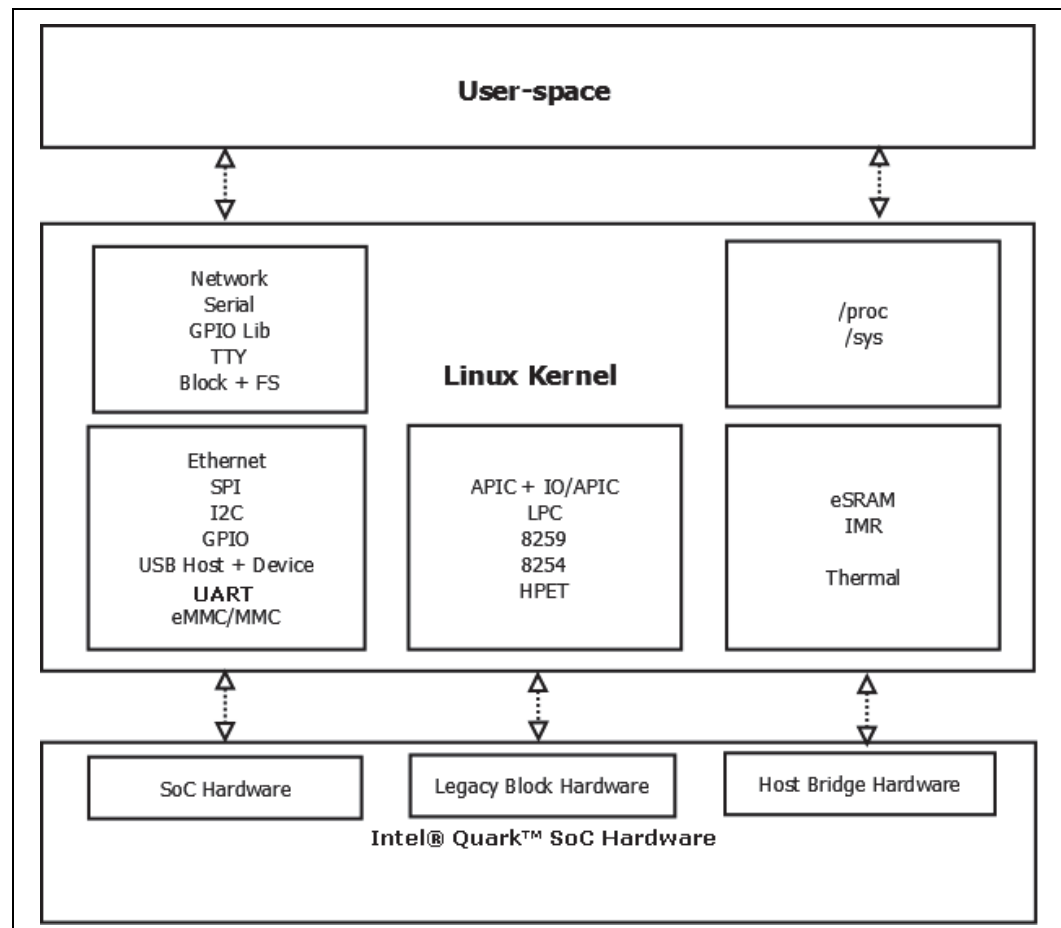 User-space
Network
Serial
GPIO Lib
TTY
Block + FS
/proc
/sys
Linux Kernel
Ethernet
SPI
I2C
GPIO
USB Host + Device
UART
eMMC/MMC
APIC + IO/APIC
LPC
8259
8254
HPET
eSRAM
IMR
Thermal
SoC Hardware
Legacy Block Hardware
Host Bridge Hardware
Intel® Quark™ SoC Hardware